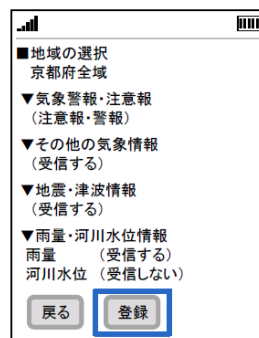 ■地域の選択
京都府全域
▼気象警報・注意報
（注意報・警報）
▼その他の気象情報
（受信する）
▼地震・津波情報
（受信する）
▼雨量・河川水位情報
雨量　　（受信する）
河川水位（受信しない）
戻る　登録